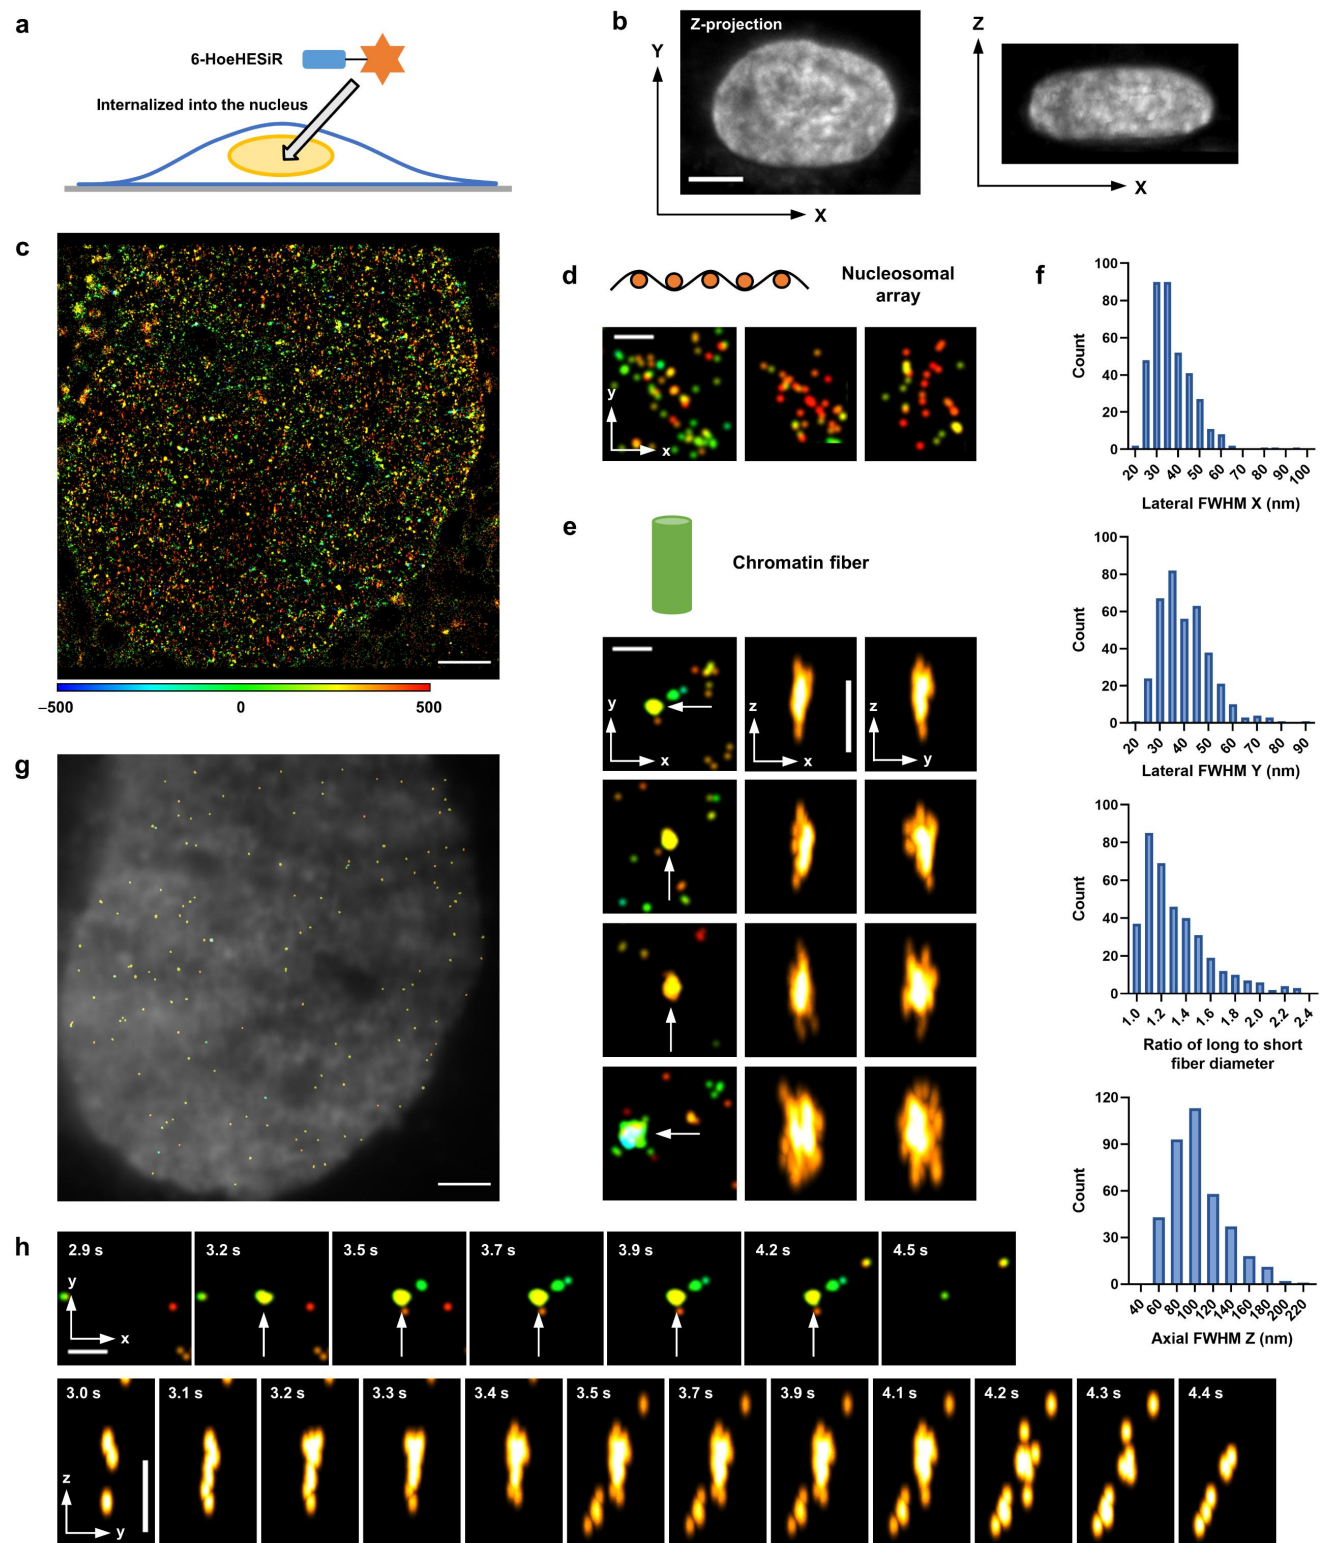 a
6-HoeHESiR
Internalized into the nucleus
b
Z-projection
Y
X
Z
X
c
–500
0
500
d
Nucleosomal
array
y
x
e
Chromatin fiber
y
x
z
x
z
y
f
100
80
60
40
20
0
Count
20 30 40 50 60 70 80 90 100
Lateral FWHM X (nm)
100
80
60
40
20
0
Count
20 30 40 50 60 70 80 90
Lateral FWHM Y (nm)
100
80
60
40
20
0
Count
1.0 1.2 1.4 1.6 1.8 2.0 2.2 2.4
Ratio of long to short
fiber diameter
120
90
60
30
0
Count
40 60 80 100 120 140 160 180 200 220
Axial FWHM Z (nm)
g
h
2.9 s 3.2 s 3.5 s 3.7 s 3.9 s 4.2 s 4.5 s
y
x
3.0 s 3.1 s 3.2 s 3.3 s 3.4 s 3.5 s 3.7 s 3.9 s 4.1 s 4.2 s 4.3 s 4.4 s
z
y